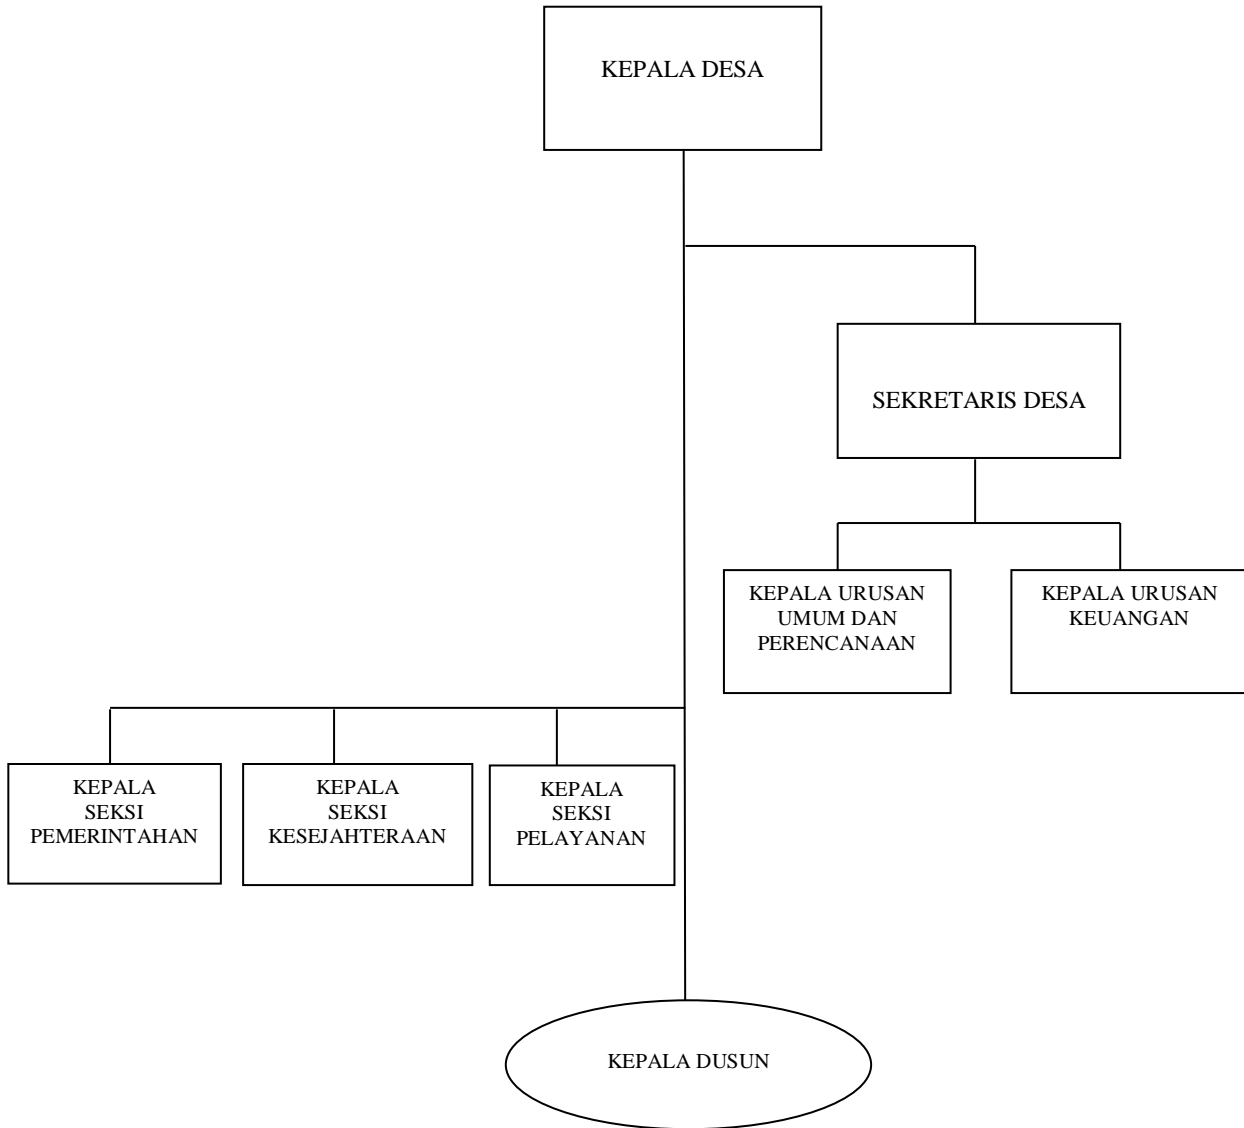 KEPALA DESA
SEKRETARIS DESA
KEPALA URUSAN
UMUM DAN
PERENCANAAN
KEPALA URUSAN
KEUANGAN
KEPALA
SEKSI
PEMERINTAHAN
KEPALA
SEKSI
KESEJAHTERAAN
KEPALA
SEKSI
PELAYANAN
KEPALA DUSUN